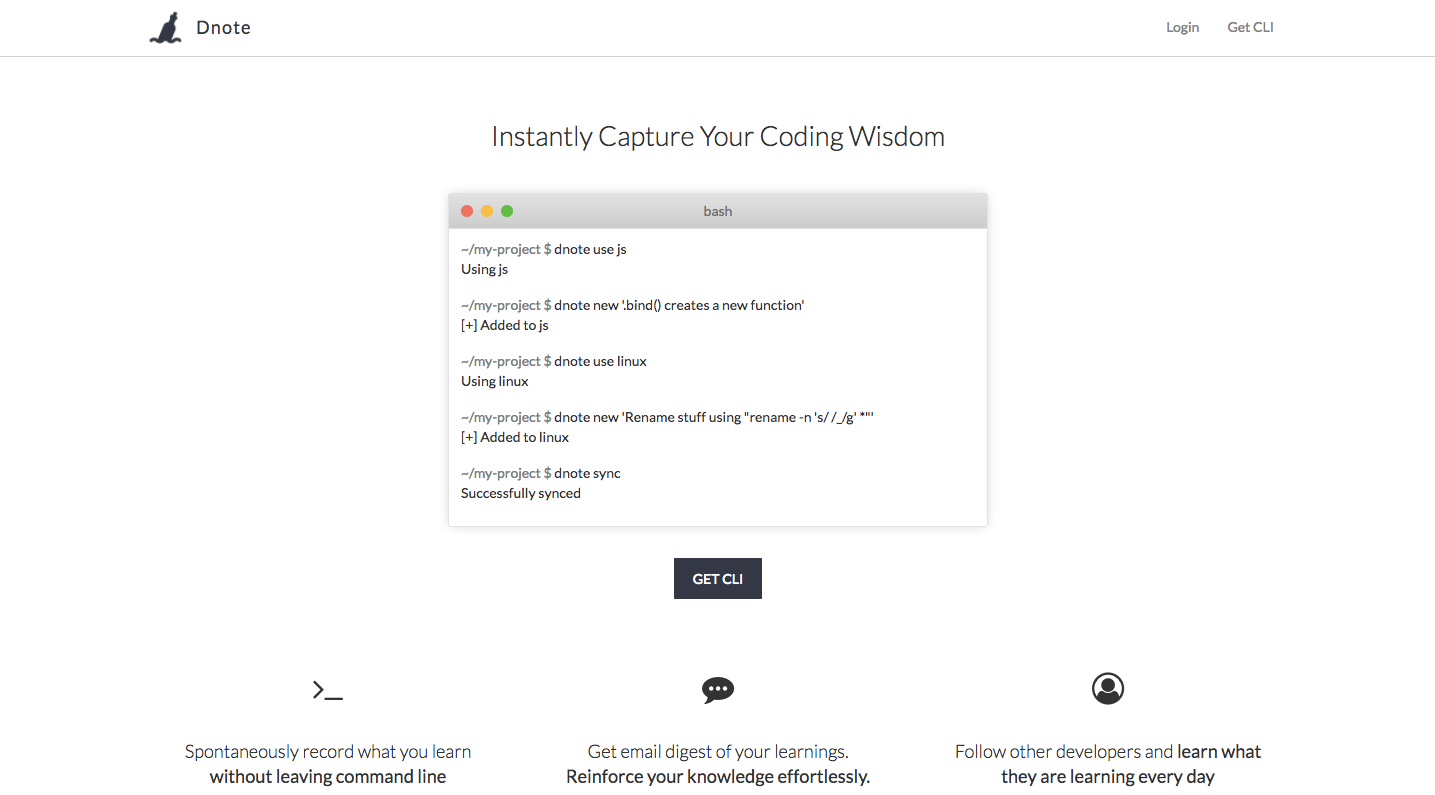 Dnote
Login
Get CLI
Instantly Capture Your Coding Wisdom
bash
~/my-project $ dnote use js
Using js
~/my-project $ dnote new '.bind() creates a new function'
[+] Added to js
~/my-project $ dnote use linux
Using linux
~/my-project $ dnote new 'Rename stuff using "rename -n 's/ /_/g' *"'
[+] Added to linux
~/my-project $ dnote sync
Successfully synced
GET CLI
Spontaneously record what you learn
without leaving command line
Get email digest of your learnings.
Reinforce your knowledge effortlessly.
Follow other developers and learn what
they are learning every day